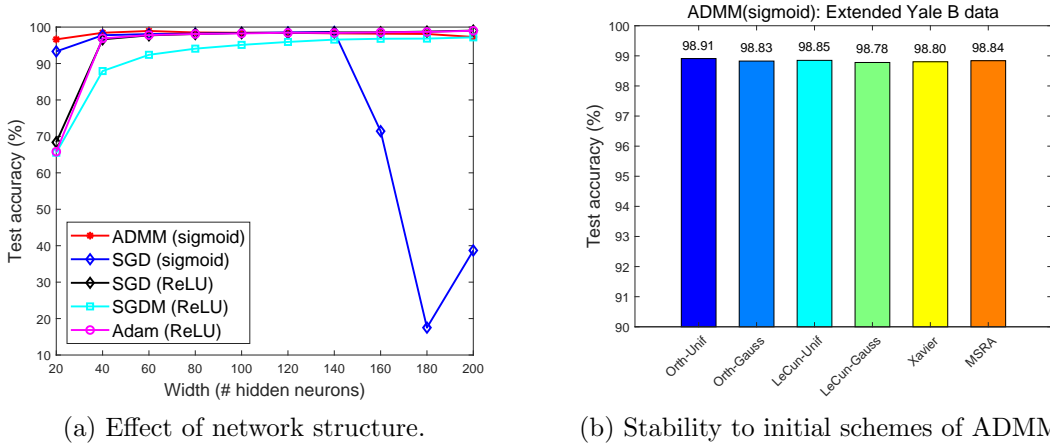 100
90
80
70
60
50
40
30
20
10
Test accuracy (%)
ADMM (sigmoid)
SGD (sigmoid)
SGD (ReLU)
SGDM (ReLU)
Adam (ReLU)
20 40 60 80 100 120 140 160 180 200
Width (# hidden neurons)
(a) Effect of network structure.
ADMM(sigmoid): Extended Yale B data
100
99
98
97
96
95
94
93
92
91
90
Test accuracy (%)
98.91 98.83 98.85 98.78 98.80 98.84
Orth-Unif
Orth-Gauss
LeCun-Unif
LeCun-Gauss
Xavier
MSRA
(b) Stability to initial schemes of ADMM